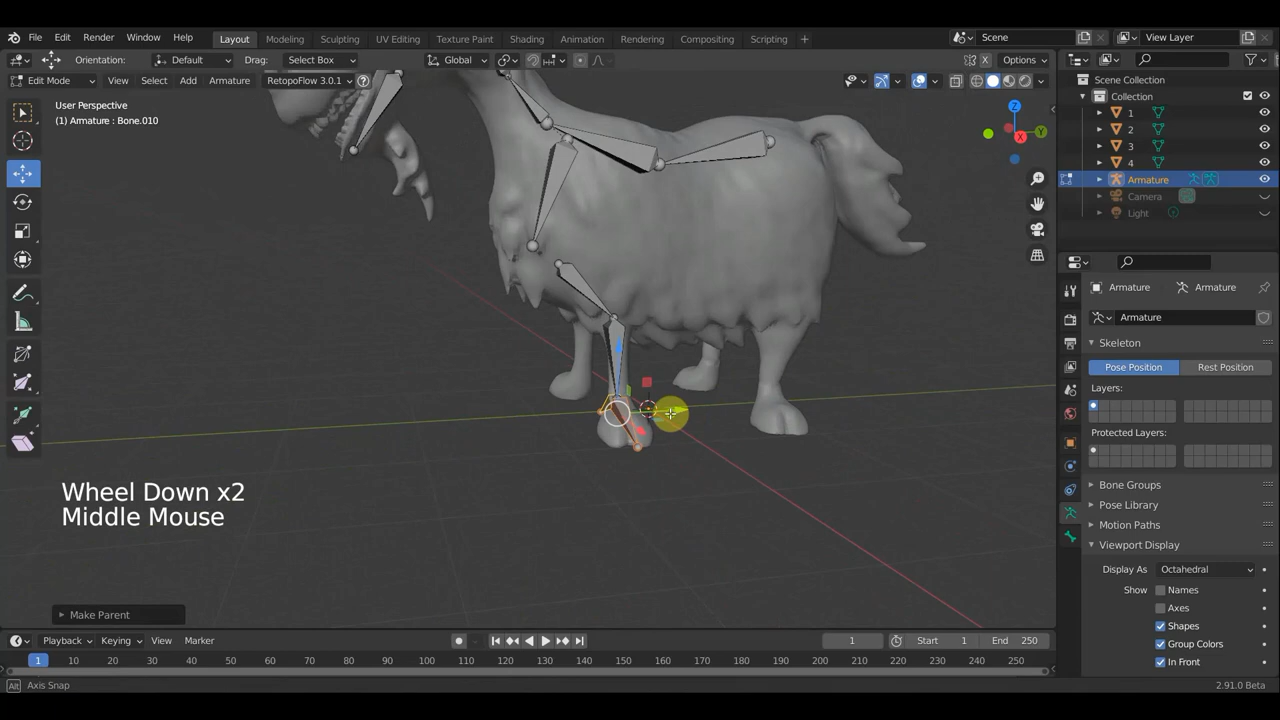 File Edit Render Window Help Layout Modeling Sculpting UV Editing Texture Paint Shading Animation Rendering Compositing Scripting + Scene View Layer
Orientation: Default Drag: Select Box Global Options
Edit Mode View Select Add Armature RetopoFlow 3.0.1 ?
User Perspective
(1) Armature : Bone.010
Scene Collection
Collection
1
2
3
4
Armature
Camera
Light
Armature Armature
Armature
Skeleton
Pose Position Rest Position
Layers:
Protected Layers:
Bone Groups
Pose Library
Motion Paths
Viewport Display
Display As Octahedral
Show Names
Axes
Shapes
Group Colors
In Front
X
Y
Z
Wheel Down x2
Middle Mouse
Make Parent
Playback Keying View Marker 1 Start 1 End 250
1 10 20 30 40 50 60 70 80 90 100 110 120 130 140 150 160 170 180 190 200 210 220 230 240 250
Alt Axis Snap 2.91.0 Beta